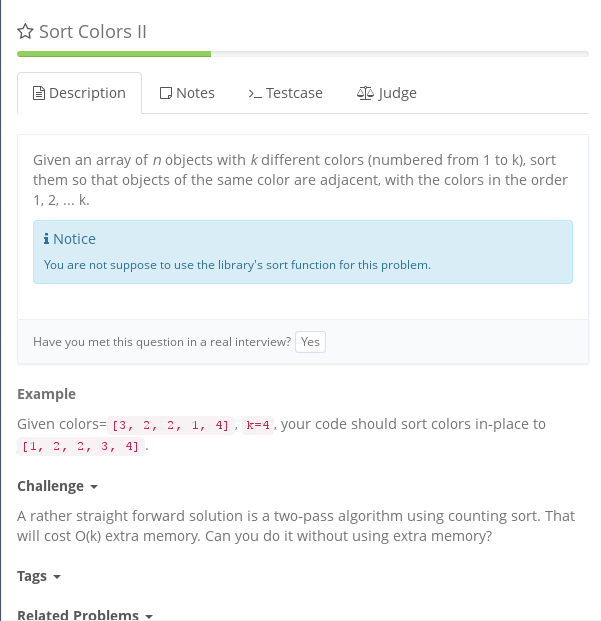 Sort Colors II
Description Notes >_ Testcase Judge
Given an array of n objects with k different colors (numbered from 1 to k), sort
them so that objects of the same color are adjacent, with the colors in the order
1, 2, ... k.
Notice
You are not suppose to use the library's sort function for this problem.
Have you met this question in a real interview? Yes
Example
Given colors= [3, 2, 2, 1, 4] , k=4 , your code should sort colors in-place to
[1, 2, 2, 3, 4] .
Challenge
A rather straight forward solution is a two-pass algorithm using counting sort. That
will cost O(k) extra memory. Can you do it without using extra memory?
Tags
Related Problems